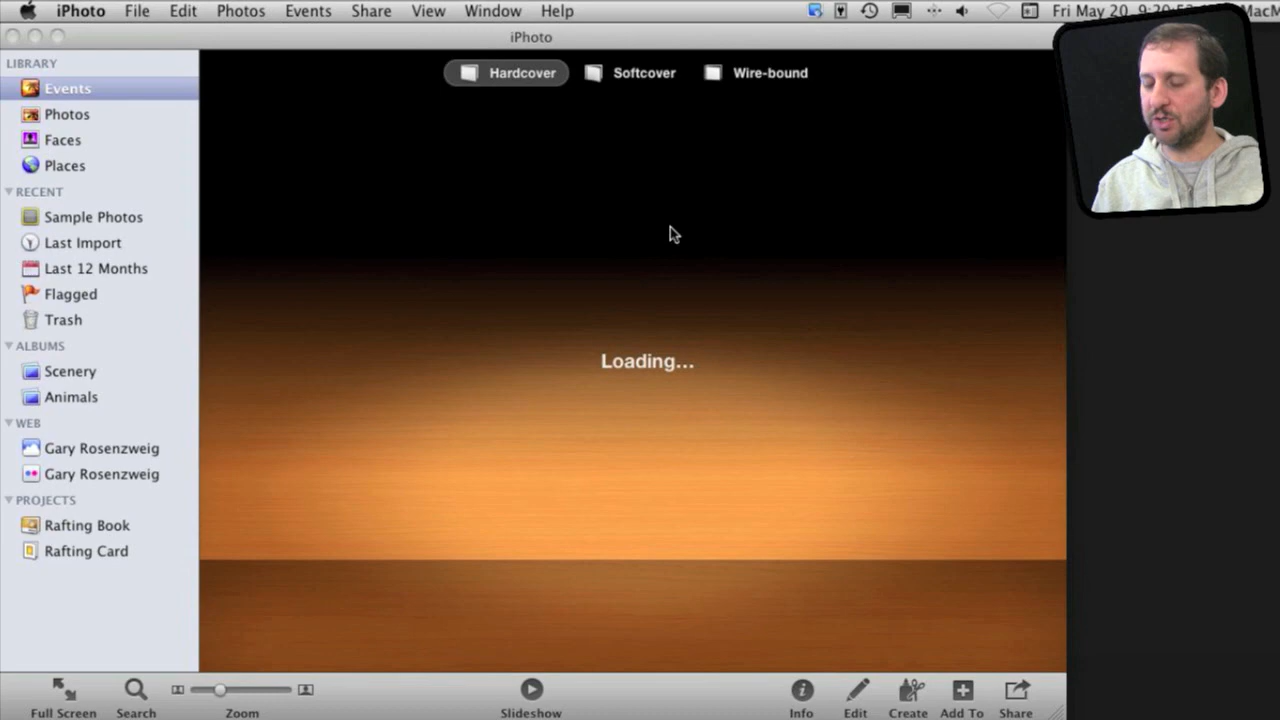 iPhoto File Edit Photos Events Share View Window Help Fri May 20 MacM
iPhoto
LIBRARY
Events
Photos
Faces
Places
RECENT
Sample Photos
Last Import
Last 12 Months
Flagged
Trash
ALBUMS
Scenery
Animals
WEB
Gary Rosenzweig
Gary Rosenzweig
PROJECTS
Rafting Book
Rafting Card
Hardcover Softcover Wire-bound
Loading...
Full Screen Search Zoom Slideshow Info Edit Create Add To Share